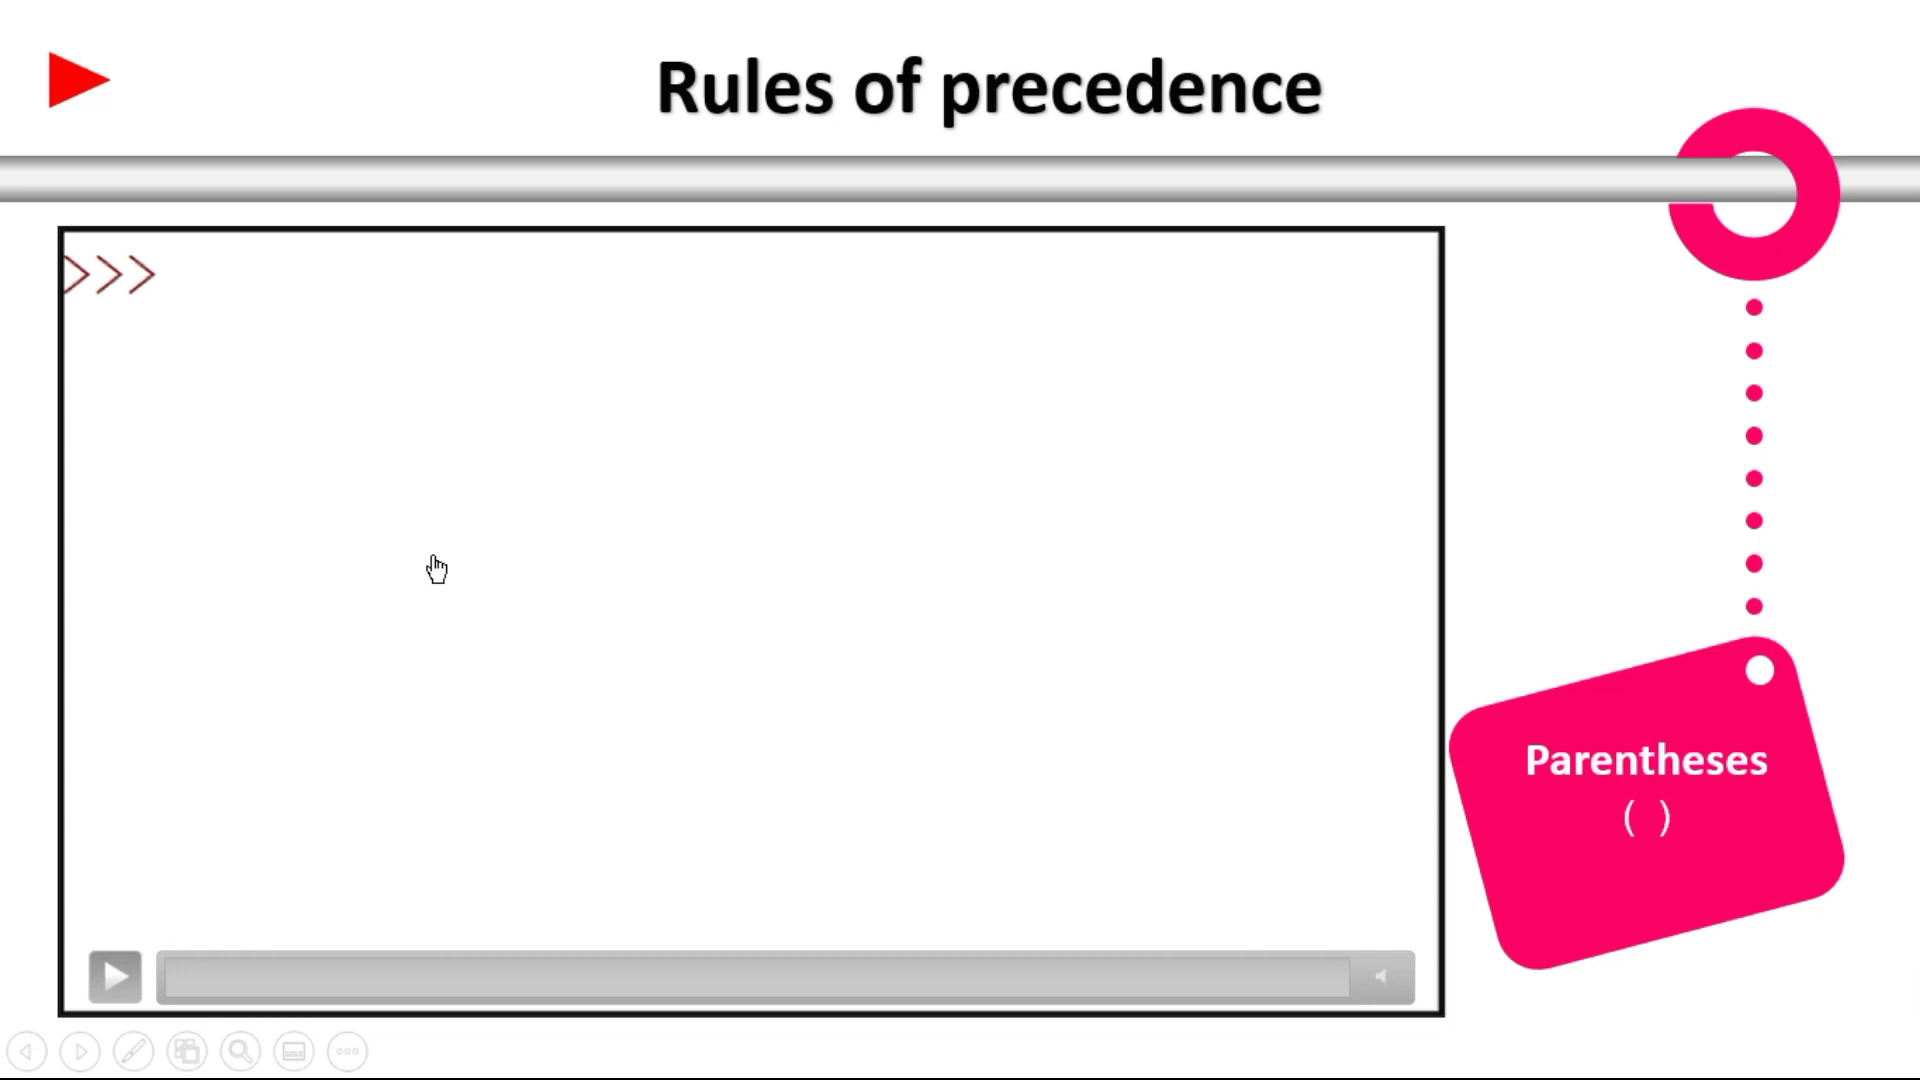 Rules of precedence
>>>
Parentheses
( )